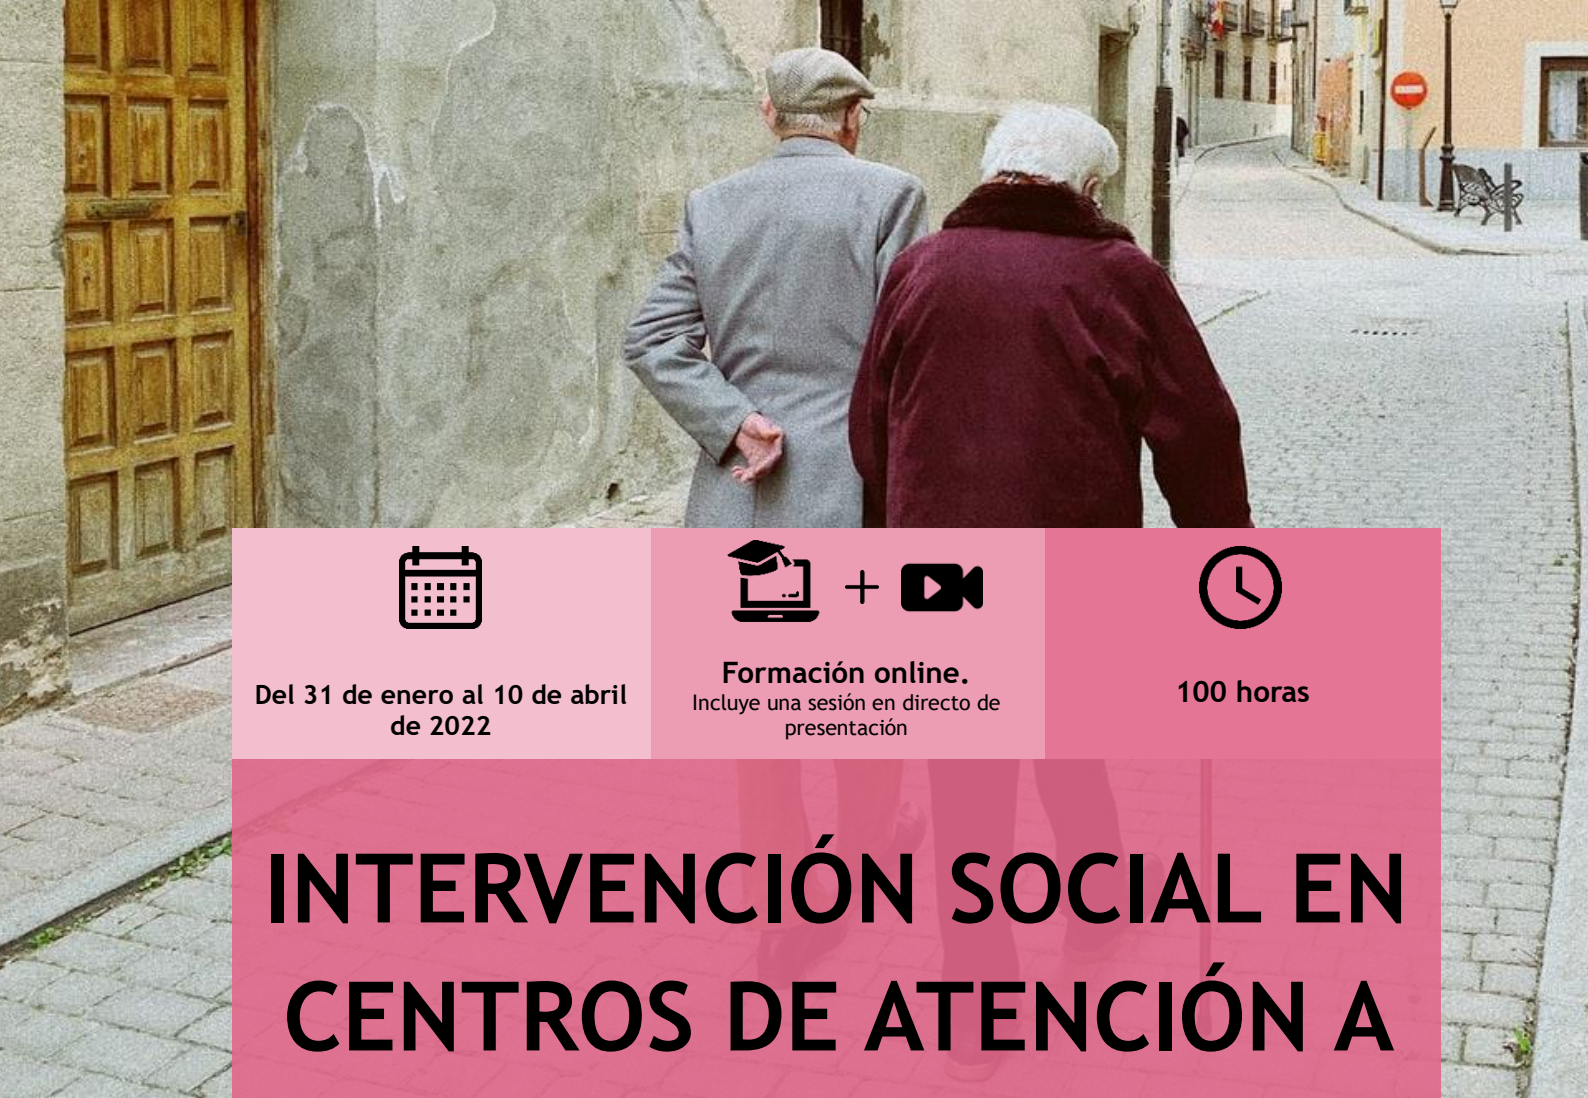 Del 31 de enero al 10 de abril
de 2022
Formación online.
Incluye una sesión en directo de
presentación
100 horas
INTERVENCIÓN SOCIAL EN
CENTROS DE ATENCIÓN A